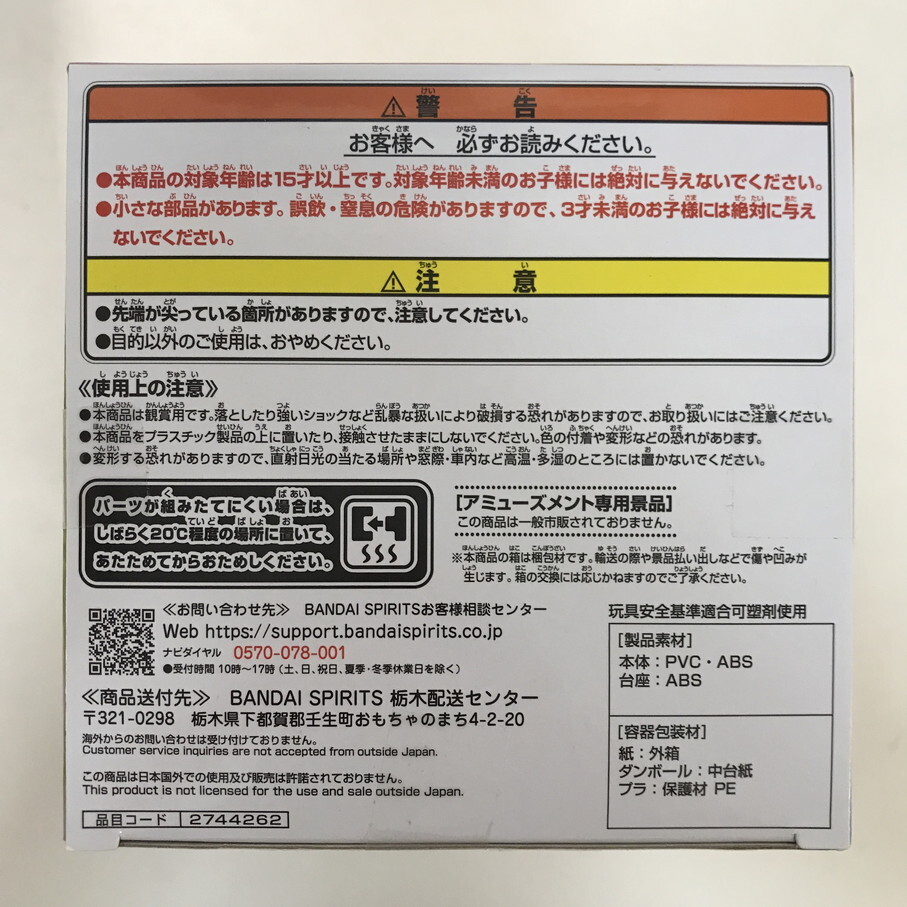 ⚠警告
お客様へ 必ずお読みください。
●本商品の対象年齢は15才以上です。対象年齢未満のお子様には絶対に与えないでください。
●小さな部品があります。誤飲・窒息の危険がありますので、3才未満のお子様には絶対に与え
ないでください。
⚠注意
●先端が尖っている箇所がありますので、注意してください。
●目的以外のご使用は、おやめください。
《使用上の注意》
●本商品は観賞用です。落としたり強いショックなど乱暴な扱いにより破損する恐れがありますので、お取り扱いにはご注意ください。
●本商品をプラスチック製品の上に置いたり、接触させたままにしないでください。色の付着や変形などの恐れがあります。
●変形する恐れがありますので、直射日光の当たる場所や窓際・車内など高温・多湿のところには置かないでください。
パーツが組みたてにくい場合は、
しばらく20℃程度の場所に置いて、
あたためてからおためしください。
[アミューズメント専用景品]
この商品は一般市販されておりません。
※本商品の箱は梱包材です。輸送の際や景品払い出しなどで傷や凹みが
生じます。箱の交換には応じかねますのでご了承ください。
≪お問い合わせ先≫ BANDAI SPIRITSお客様相談センター
Web https://support.bandaispirits.co.jp
ナビダイヤル 0570-078-001
●受付時間 10時~17時 (土、日、祝日、夏季・冬季休業日を除く)
≪商品送付先≫ BANDAI SPIRITS 栃木配送センター
〒321-0298 栃木県下都賀郡壬生町おもちゃのまち4-2-20
海外からのお問い合わせは受け付けておりません。
Customer service inquiries are not accepted from outside Japan.
この商品は日本国外での使用及び販売は許諾されておりません。
This product is not licensed for the use and sale outside Japan.
品目コード 2744262
玩具安全基準適合可塑剤使用
[製品素材]
本体:PVC・ABS
台座:ABS
[容器包装材]
紙:外箱
ダンボール:中台紙
プラ:保護材 PE